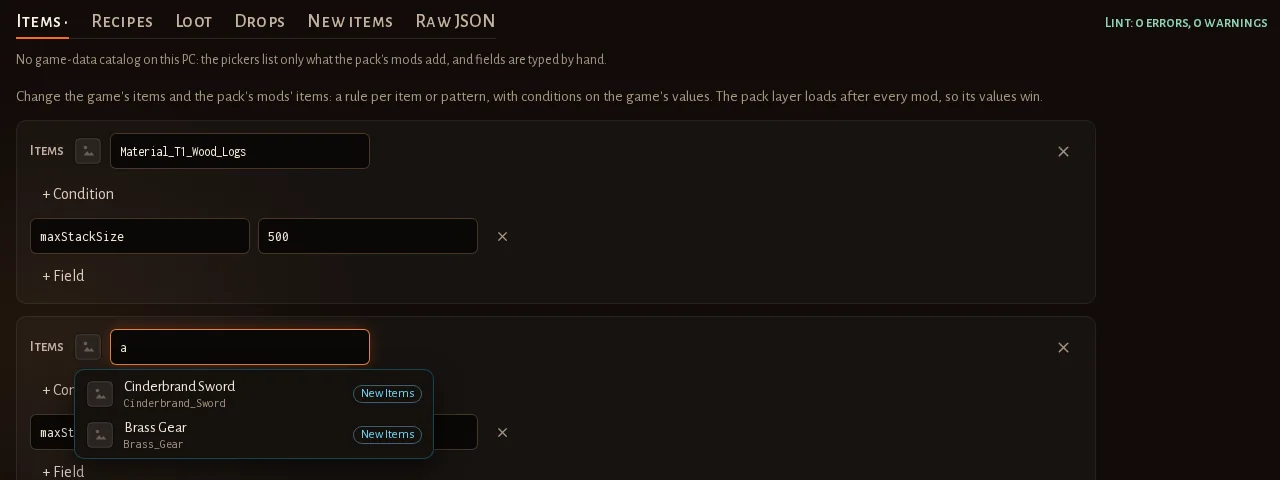 Items · Recipes Loot Drops New items Raw JSON Lint: 0 errors, 0 warnings
No game-data catalog on this PC: the pickers list only what the pack's mods add, and fields are typed by hand.
Change the game's items and the pack's mods' items: a rule per item or pattern, with conditions on the game's values. The pack layer loads after every mod, so its values win.
Items Material_T1_Wood_Logs ×
+ Condition
maxStackSize 500 ×
+ Field
Items a ×
+ Con
Cinderbrand Sword New Items
Cinderbrand_Sword
maxSt Brass Gear New Items ×
Brass_Gear
+ Field